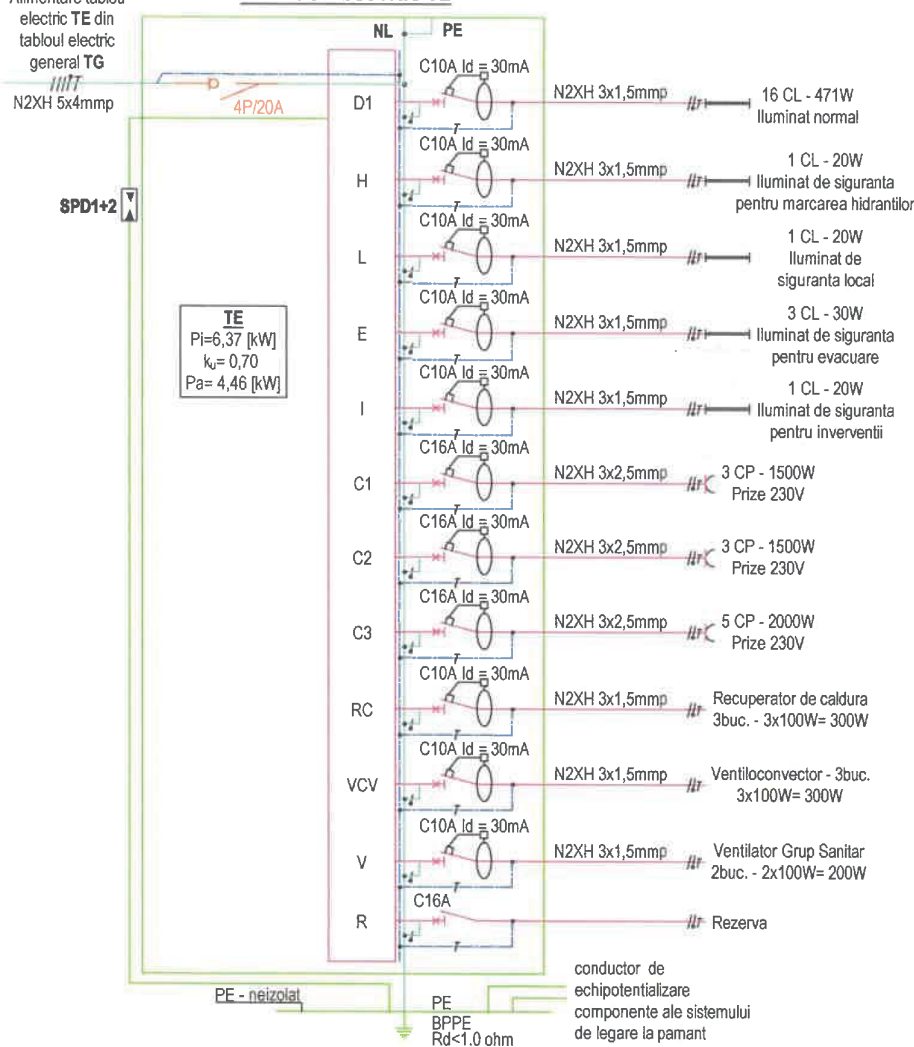 electric TE din
tabloul electric
general TG
N2XH 5x4mmp
4P/20A
NL
PE
SPD1+2
TE
Pi=6,37 [kW]
ku= 0,70
Pa= 4,46 [kW]
D1
C10A Id = 30mA
N2XH 3x1,5mmp
16 CL - 471W
Iluminat normal
H
C10A Id = 30mA
N2XH 3x1,5mmp
1 CL - 20W
Iluminat de siguranta
pentru marcarea hidrantilor
L
C10A Id = 30mA
N2XH 3x1,5mmp
1 CL - 20W
Iluminat de
siguranta local
E
C10A Id = 30mA
N2XH 3x1,5mmp
3 CL - 30W
Iluminat de siguranta
pentru evacuare
I
C10A Id = 30mA
N2XH 3x1,5mmp
1 CL - 20W
Iluminat de siguranta
pentru inverventii
C1
C16A Id = 30mA
N2XH 3x2,5mmp
3 CP - 1500W
Prize 230V
C2
C16A Id = 30mA
N2XH 3x2,5mmp
3 CP - 1500W
Prize 230V
C3
C16A Id = 30mA
N2XH 3x2,5mmp
5 CP - 2000W
Prize 230V
RC
C10A Id = 30mA
N2XH 3x1,5mmp
Recuperator de caldura
3buc. - 3x100W= 300W
VCV
C10A Id = 30mA
N2XH 3x1,5mmp
Ventiloconvector - 3buc.
3x100W= 300W
V
C10A Id = 30mA
N2XH 3x1,5mmp
Ventilator Grup Sanitar
2buc. - 2x100W= 200W
R
C16A
Rezerva
PE - neizolat
PE
BPPE
Rd<1.0 ohm
conductor de
echipotentializare
componente ale sistemului
de legare la pamant